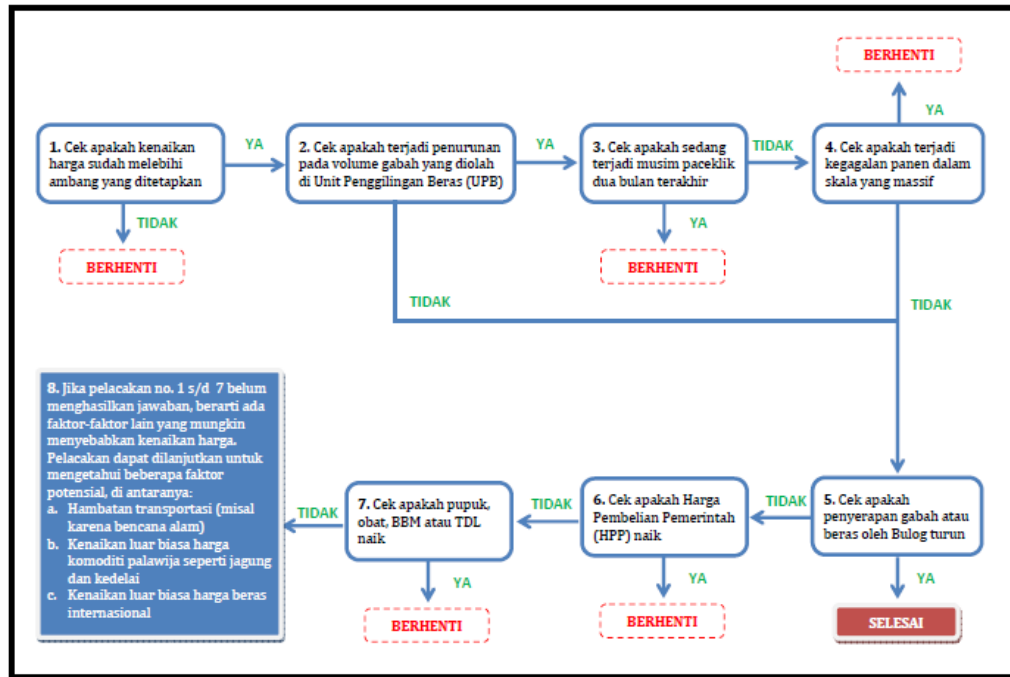 BERHENTI
YA
1. Cek apakah kenaikan
harga sudah melebihi
ambang yang ditetapkan
YA
2. Cek apakah terjadi penurunan
pada volume gabah yang diolah
di Unit Penggilingan Beras (UPB)
YA
3. Cek apakah sedang
terjadi musim paceklik
dua bulan terakhir
TIDAK
4. Cek apakah terjadi
kegagalan panen dalam
skala yang massif
TIDAK
BERHENTI
YA
BERHENTI
TIDAK
TIDAK
8. Jika pelacakan no. 1 s/d 7 belum
menghasilkan jawaban, berarti ada
faktor-faktor lain yang mungkin
menyebabkan kenaikan harga.
Pelacakan dapat dilanjutkan untuk
mengetahui beberapa faktor
potensial, di antaranya:
a. Hambatan transportasi (misal
karena bencana alam)
b. Kenaikan luar biasa harga
komoditi palawija seperti jagung
dan kedelai
c. Kenaikan luar biasa harga beras
internasional
TIDAK
7. Cek apakah pupuk,
obat, BBM atau TDL
naik
TIDAK
6. Cek apakah Harga
Pembelian Pemerintah
(HPP) naik
TIDAK
5. Cek apakah
penyerapan gabah atau
beras oleh Bulog turun
YA
BERHENTI
YA
BERHENTI
YA
SELESAI